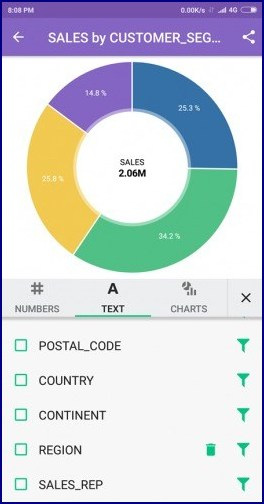 8:08 PM 0.00K/s 4G
SALES by CUSTOMER_SEG...
14.8 %
25.3 %
SALES
2.06M
25.8 %
34.2 %
NUMBERS
A
TEXT
CHARTS
POSTAL_CODE
COUNTRY
CONTINENT
REGION
SALES_REP